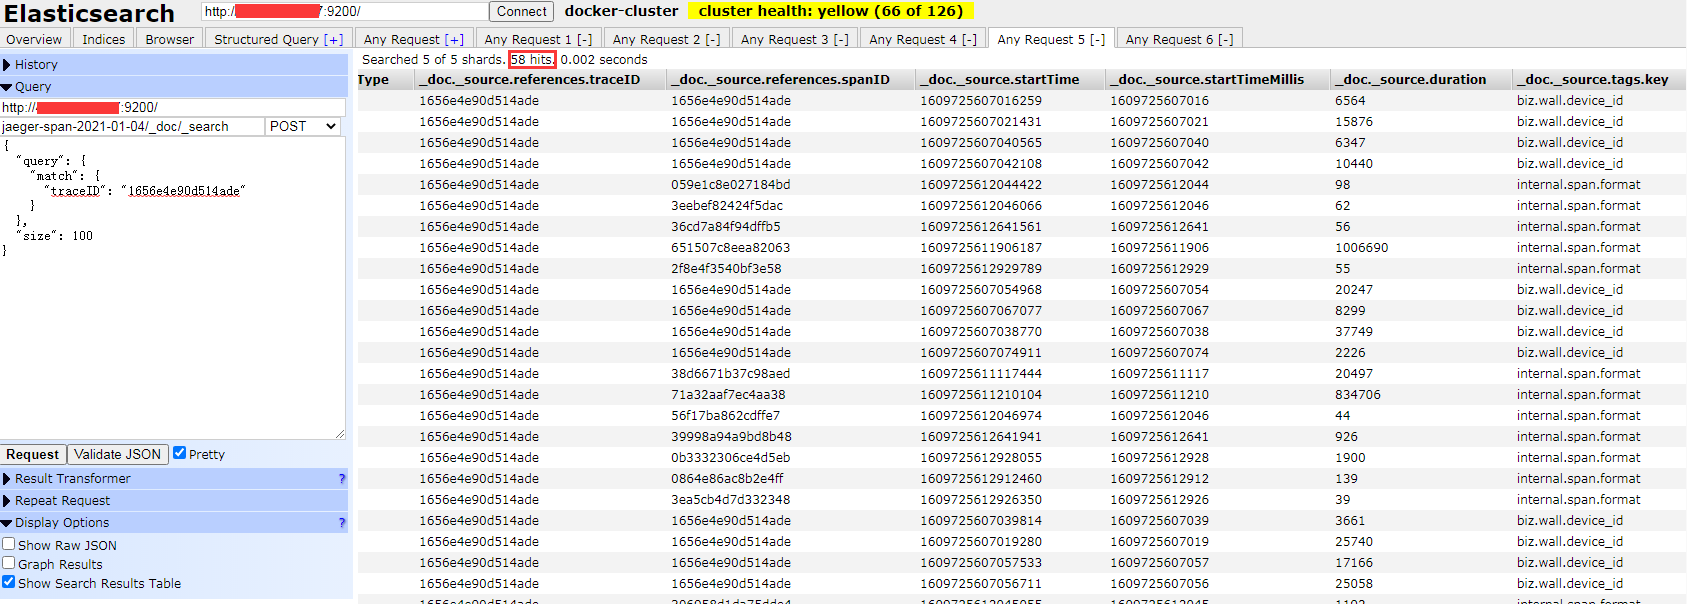 Elasticsearch http:// 7:9200/ Connect docker-cluster cluster health: yellow (66 of 126)
Overview Indices Browser Structured Query [+] Any Request [+] Any Request 1 [-] Any Request 2 [-] Any Request 3 [-] Any Request 4 [-] Any Request 5 [-] Any Request 6 [-]
History
Query
http:// :9200/
jaeger-span-2021-01-04/_doc/_search POST
{
"query": {
"match": {
"traceID": "1656e4e90d514ade"
}
},
"size": 100
}
Request Validate JSON Pretty
Result Transformer ?
Repeat Request
Display Options ?
Show Raw JSON
Graph Results
Show Search Results Table
Searched 5 of 5 shards. 58 hits. 0.002 seconds
Type _doc._source.references.traceID _doc._source.references.spanID _doc._source.startTime _doc._source.startTimeMillis _doc._source.duration _doc._source.tags.key
1656e4e90d514ade 1656e4e90d514ade 1609725607016259 1609725607016 6564 biz.wall.device_id
1656e4e90d514ade 1656e4e90d514ade 1609725607021431 1609725607021 15876 biz.wall.device_id
1656e4e90d514ade 1656e4e90d514ade 1609725607040565 1609725607040 6347 biz.wall.device_id
1656e4e90d514ade 1656e4e90d514ade 1609725607042108 1609725607042 10440 biz.wall.device_id
1656e4e90d514ade 059e1c8e027184bd 1609725612044422 1609725612044 98 internal.span.format
1656e4e90d514ade 3eebef82424f5dac 1609725612046066 1609725612046 62 internal.span.format
1656e4e90d514ade 36cd7a84f94dffb5 1609725612641561 1609725612641 56 internal.span.format
1656e4e90d514ade 651507c8eea82063 1609725611906187 1609725611906 1006690 internal.span.format
1656e4e90d514ade 2f8e4f3540bf3e58 1609725612929789 1609725612929 55 internal.span.format
1656e4e90d514ade 1656e4e90d514ade 1609725607054968 1609725607054 20247 biz.wall.device_id
1656e4e90d514ade 1656e4e90d514ade 1609725607067077 1609725607067 8299 biz.wall.device_id
1656e4e90d514ade 1656e4e90d514ade 1609725607038770 1609725607038 37749 biz.wall.device_id
1656e4e90d514ade 1656e4e90d514ade 1609725607074911 1609725607074 2226 biz.wall.device_id
1656e4e90d514ade 38d6671b37c98aed 1609725611117444 1609725611117 20497 internal.span.format
1656e4e90d514ade 71a32aaf7ec4aa38 1609725611210104 1609725611210 834706 internal.span.format
1656e4e90d514ade 56f17ba862cdffe7 1609725612046974 1609725612046 44 internal.span.format
1656e4e90d514ade 39998a94a9bd8b48 1609725612641941 1609725612641 926 internal.span.format
1656e4e90d514ade 0b3332306ce4d5eb 1609725612928055 1609725612928 1900 internal.span.format
1656e4e90d514ade 0864e86ac8b2e4ff 1609725612912460 1609725612912 139 internal.span.format
1656e4e90d514ade 3ea5cb4d7d332348 1609725612926350 1609725612926 39 internal.span.format
1656e4e90d514ade 1656e4e90d514ade 1609725607039814 1609725607039 3661 biz.wall.device_id
1656e4e90d514ade 1656e4e90d514ade 1609725607019280 1609725607019 25740 biz.wall.device_id
1656e4e90d514ade 1656e4e90d514ade 1609725607057533 1609725607057 17166 biz.wall.device_id
1656e4e90d514ade 1656e4e90d514ade 1609725607056711 1609725607056 25058 biz.wall.device_id